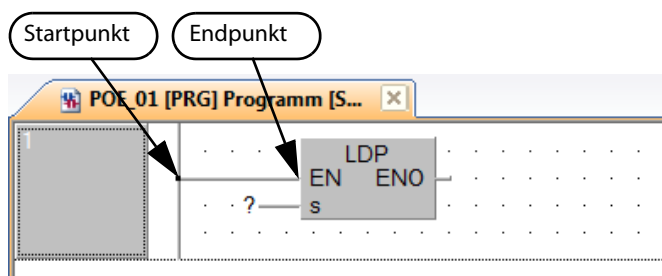 Startpunkt
Endpunkt
POE_01 [PRG] Programm [S...
1
LDP
EN ENO
? s